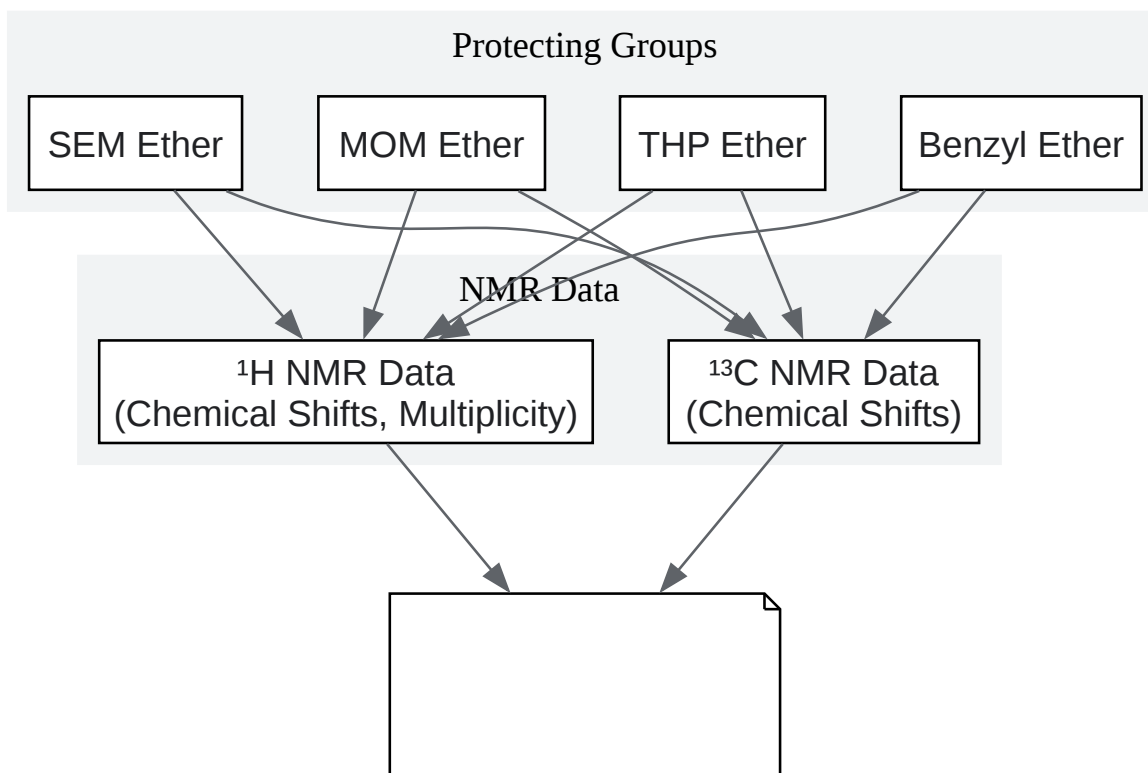 Protecting Groups
SEM Ether
MOM Ether
THP Ether
Benzyl Ether
NMR Data
¹H NMR Data
(Chemical Shifts, Multiplicity)
¹³C NMR Data
(Chemical Shifts)